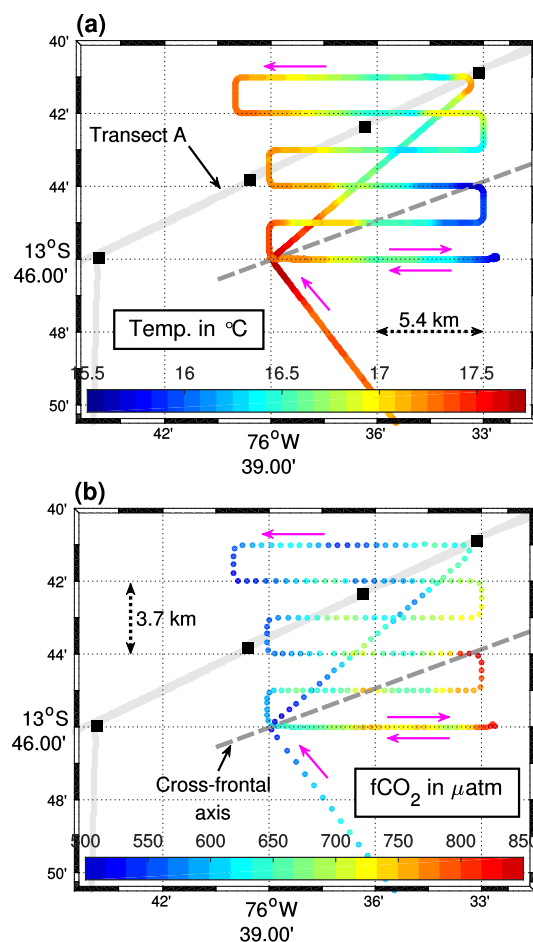 (a)
40'
42'
Transect A
44'
13°S
46.00'
48'
Temp. in °C
5.4 km
15.5 16 16.5 17 17.5
50'
42' 76°W 36' 33'
39.00'
(b)
40'
42'
3.7 km
44'
13°S
46.00'
Cross-frontal
axis
48'
fCO2 in μatm
500 550 600 650 700 750 800 850
50'
42' 76°W 36' 33'
39.00'